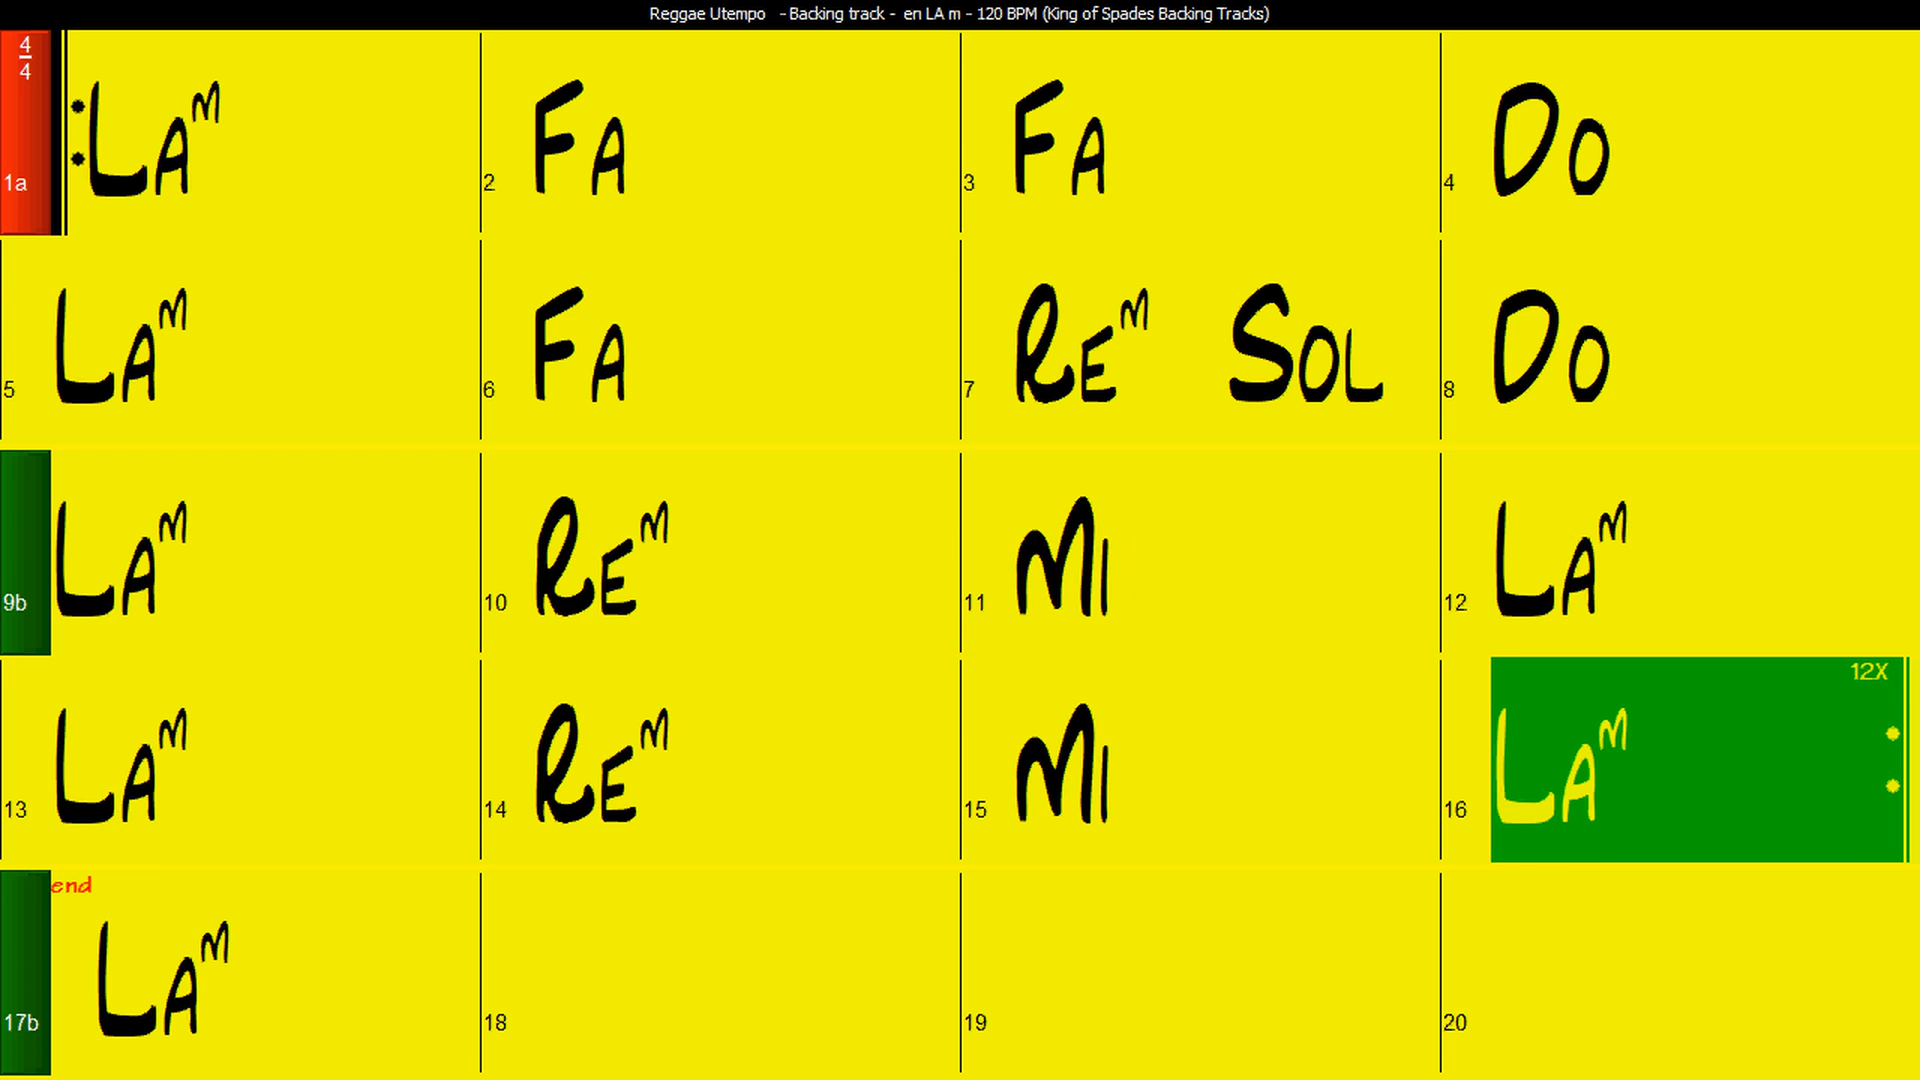 Reggae Utempo - Backing track - en LA m - 120 BPM (King of Spades Backing Tracks)
4
4
1a LAm 2 FA 3 FA 4 DO
5 LAm 6 FA 7 REm SOL 8 DO
9b LAm 10 REm 11 MI 12 LAm
12X
13 LAm 14 REm 15 MI 16 LAm
end
17b LAm 18 19 20